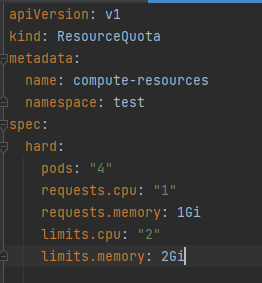 apiVersion: v1
kind: ResourceQuota
metadata:
  name: compute-resources
  namespace: test
spec:
  hard:
    pods: "4"
    requests.cpu: "1"
    requests.memory: 1Gi
    limits.cpu: "2"
    limits.memory: 2Gi